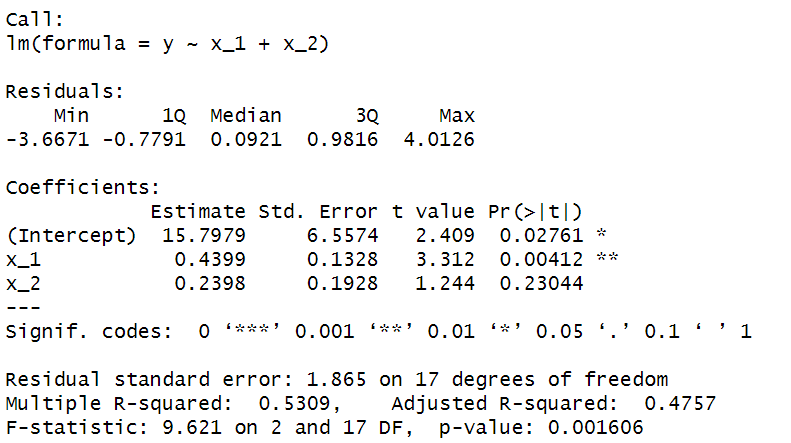 Call:
lm(formula = y ~ x_1 + x_2)
Residuals:
    Min      1Q  Median      3Q     Max
-3.6671 -0.7791  0.0921  0.9816  4.0126
Coefficients:
            Estimate Std. Error t value Pr(>|t|)
(Intercept)  15.7979     6.5574   2.409  0.02761 *
x_1           0.4399     0.1328   3.312  0.00412 **
x_2           0.2398     0.1928   1.244  0.23044
---
Signif. codes:  0 ‘***’ 0.001 ‘**’ 0.01 ‘*’ 0.05 ‘.’ 0.1 ‘ ’ 1
Residual standard error: 1.865 on 17 degrees of freedom
Multiple R-squared:  0.5309,    Adjusted R-squared:  0.4757
F-statistic: 9.621 on 2 and 17 DF,  p-value: 0.001606